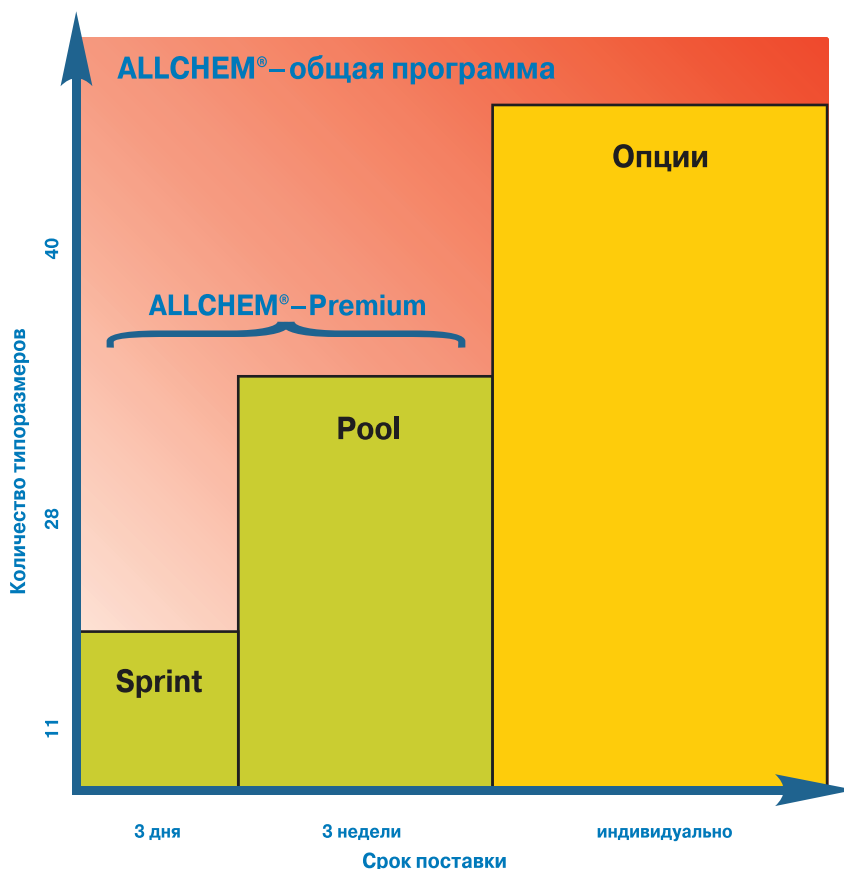 ALLCHEM®–общая программа
Опции
40
ALLCHEM®–Premium
Pool
Количество типоразмеров
28
Sprint
11
3 дня
3 недели
индивидуально
Срок поставки